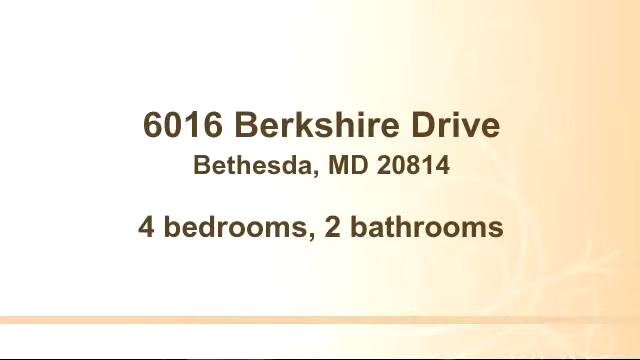 6016 Berkshire Drive
Bethesda, MD 20814
4 bedrooms, 2 bathrooms